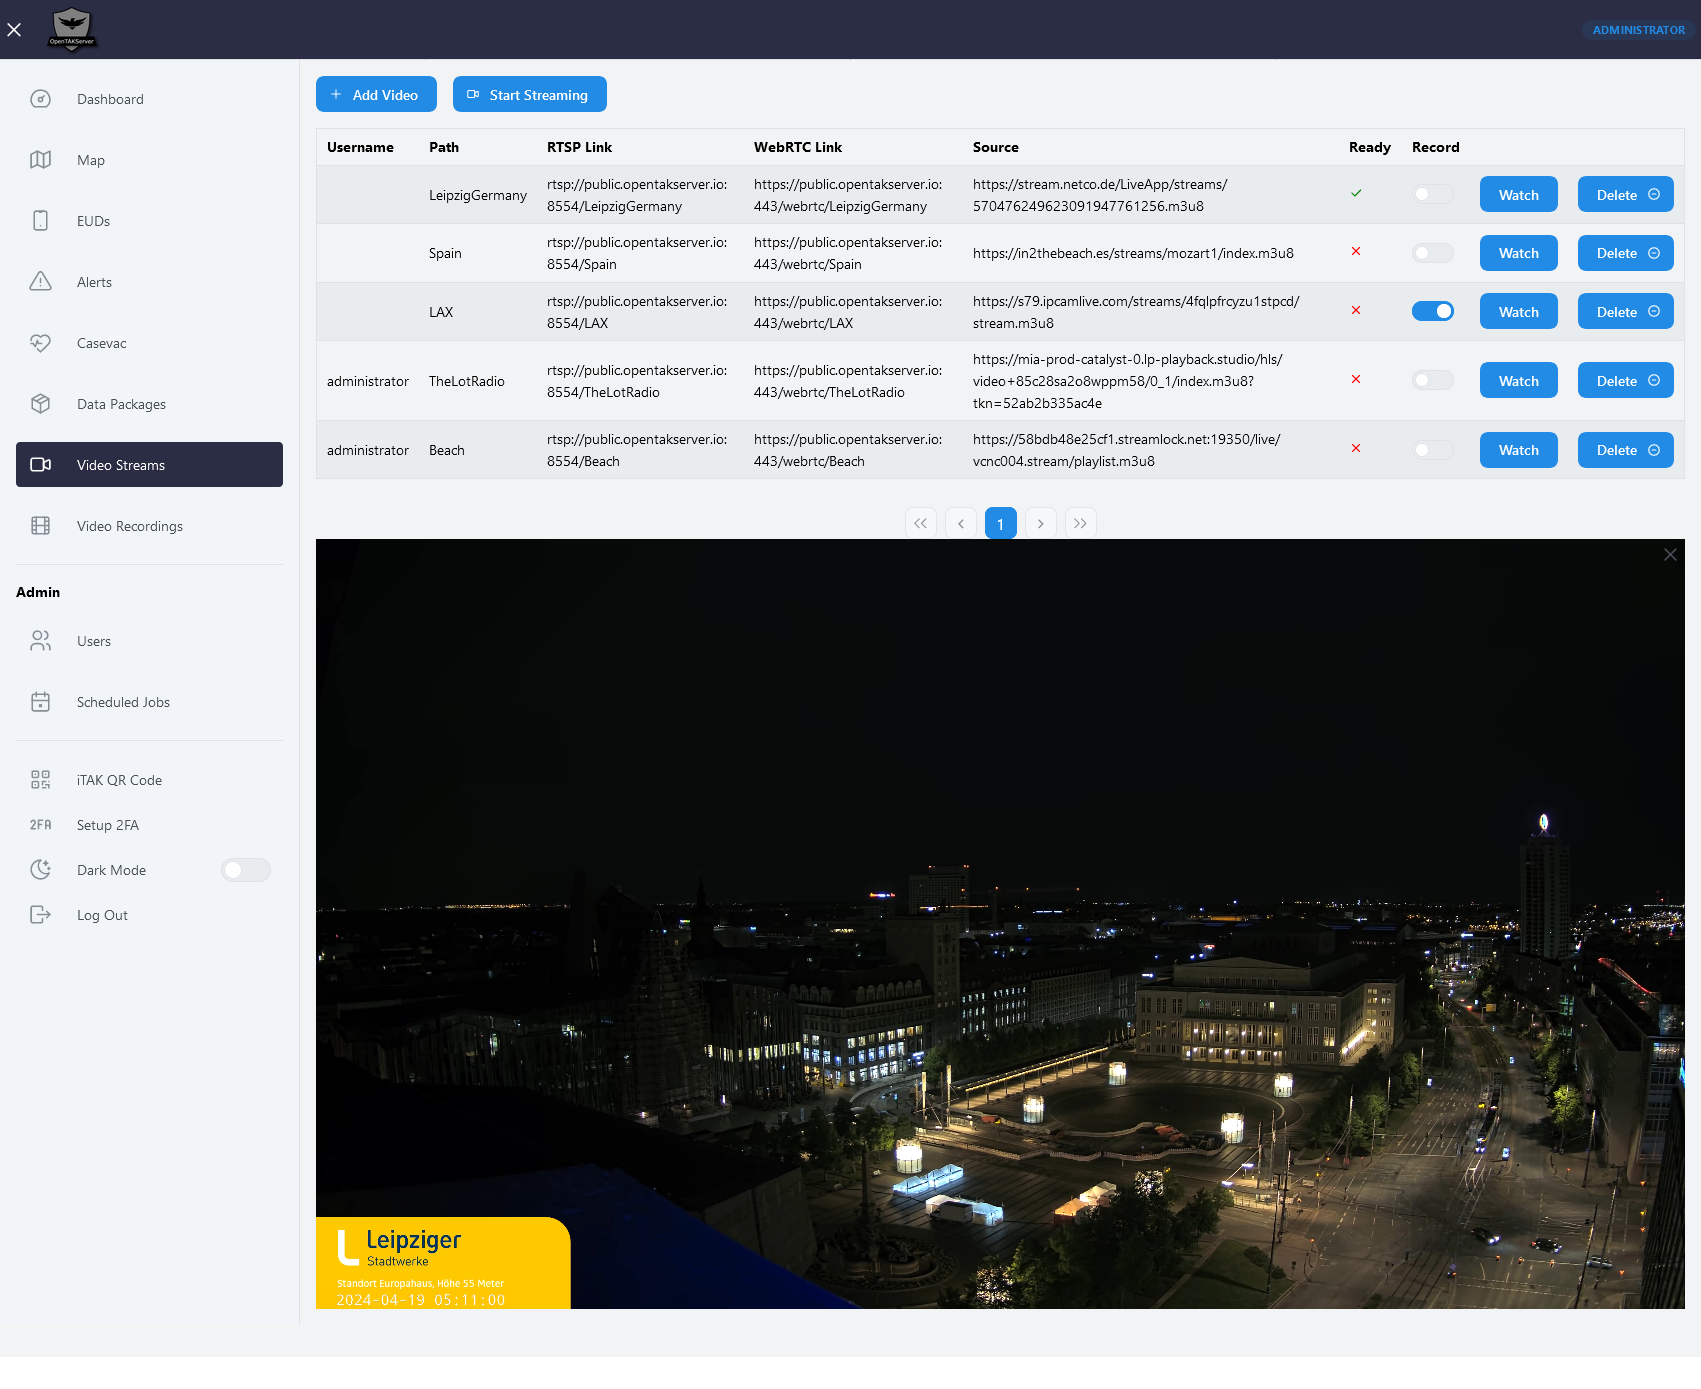 OpenTAKServer
ADMINISTRATOR
Dashboard
Map
EUDs
Alerts
Casevac
Data Packages
Video Streams
Video Recordings
Admin
Users
Scheduled Jobs
iTAK QR Code
2FA Setup 2FA
Dark Mode
Log Out
+ Add Video
Start Streaming
Username Path RTSP Link WebRTC Link Source Ready Record
LeipzigGermany rtsp://public.opentakserver.io: https://public.opentakserver.io: https://stream.netco.de/LiveApp/streams/ Watch Delete
8554/LeipzigGermany 443/webrtc/LeipzigGermany 570476249623091947761256.m3u8
Spain rtsp://public.opentakserver.io: https://public.opentakserver.io: https://in2thebeach.es/streams/mozart1/index.m3u8 Watch Delete
8554/Spain 443/webrtc/Spain
LAX rtsp://public.opentakserver.io: https://public.opentakserver.io: https://s79.ipcamlive.com/streams/4fqlpfrcyzu1stpcd/ Watch Delete
8554/LAX 443/webrtc/LAX stream.m3u8
administrator TheLotRadio rtsp://public.opentakserver.io: https://public.opentakserver.io: https://mia-prod-catalyst-0.lp-playback.studio/hls/ Watch Delete
8554/TheLotRadio 443/webrtc/TheLotRadio video+85c28sa2o8wppm58/0_1/index.m3u8?
tkn=52ab2b335ac4e
administrator Beach rtsp://public.opentakserver.io: https://public.opentakserver.io: https://58bdb48e25cf1.streamlock.net:19350/live/ Watch Delete
8554/Beach 443/webrtc/Beach vcnc004.stream/playlist.m3u8
1
Leipziger
Stadtwerke
Standort Europahaus, Höhe 55 Meter
2024-04-19 05:11:00